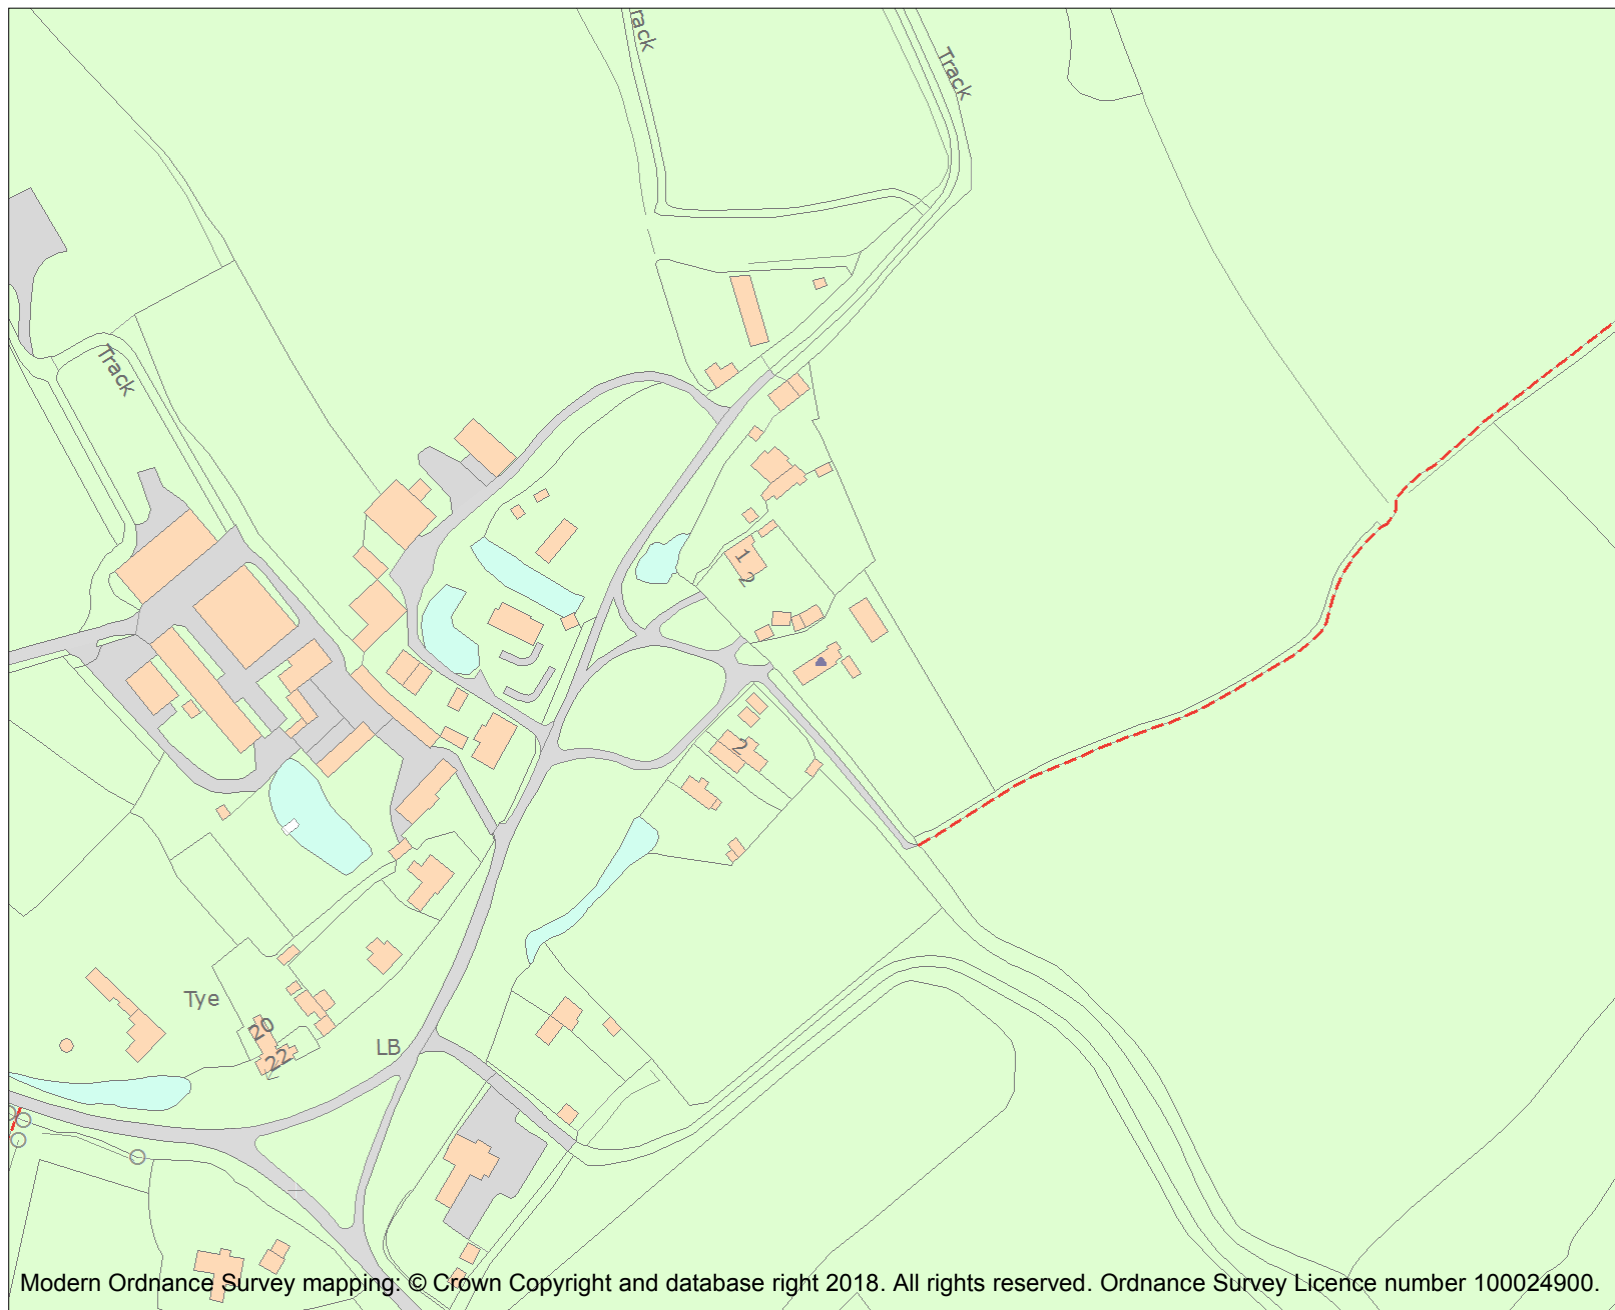 rack
Track
Track
1
2
2
Tye
20
22
LB
Modern Ordnance Survey mapping: © Crown Copyright and database right 2018. All rights reserved. Ordnance Survey Licence number 100024900.